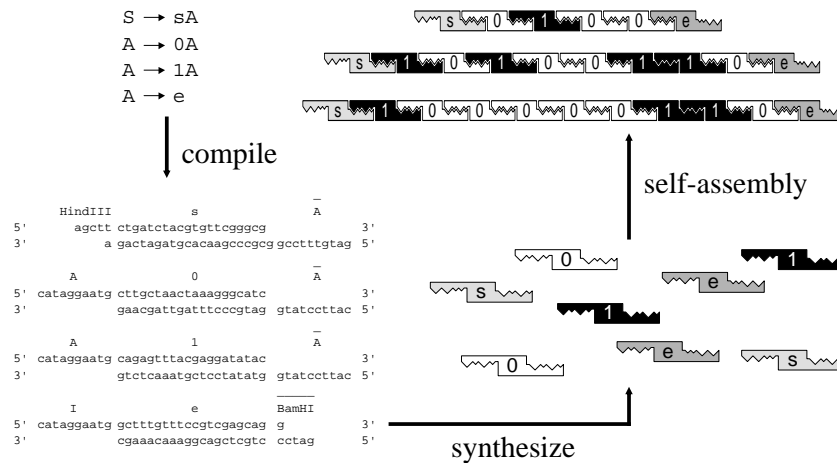 S → sA
A → 0A
A → 1A
A → e
compile
s 0 1 0 0 e
s 1 0 1 0 0 1 1 0 e
s 1 0 0 0 0 0 1 1 0 e
self-assembly
HindIII s A
5' agctt ctgatctacgtgttcgggcg 3'
3' a gactagatgcacaagcccgcg gcctttgtag 5'
A 0 A
5' cataggaatg cttgctaactaaagggcatc 3'
3' gaacgattgatttcccgtag gtatccttac 5'
A 1 A
5' cataggaatg cagagtttacgaggatatac 3'
3' gtctcaaatgctcctatatg gtatccttac 5'
I e BamHI
5' cataggaatg gctttgtttccgtcgagcagg g 3'
3' cgaaacaaaggcagctcgtc cctag 5'
0 1
s e
1
0 e s
synthesize